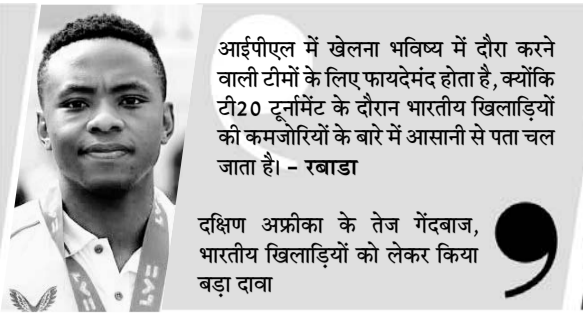 आईपीएल में खेलना भविष्य में दौरा करने
वाली टीमों के लिए फायदेमंद होता है, क्योंकि
टी20 टूर्नामेंट के दौरान भारतीय खिलाड़ियों
की कमजोरियों के बारे में आसानी से पता चल
जाता है। – रबाडा
दक्षिण अफ्रीका के तेज गेंदबाज,
भारतीय खिलाड़ियों को लेकर किया
बड़ा दावा